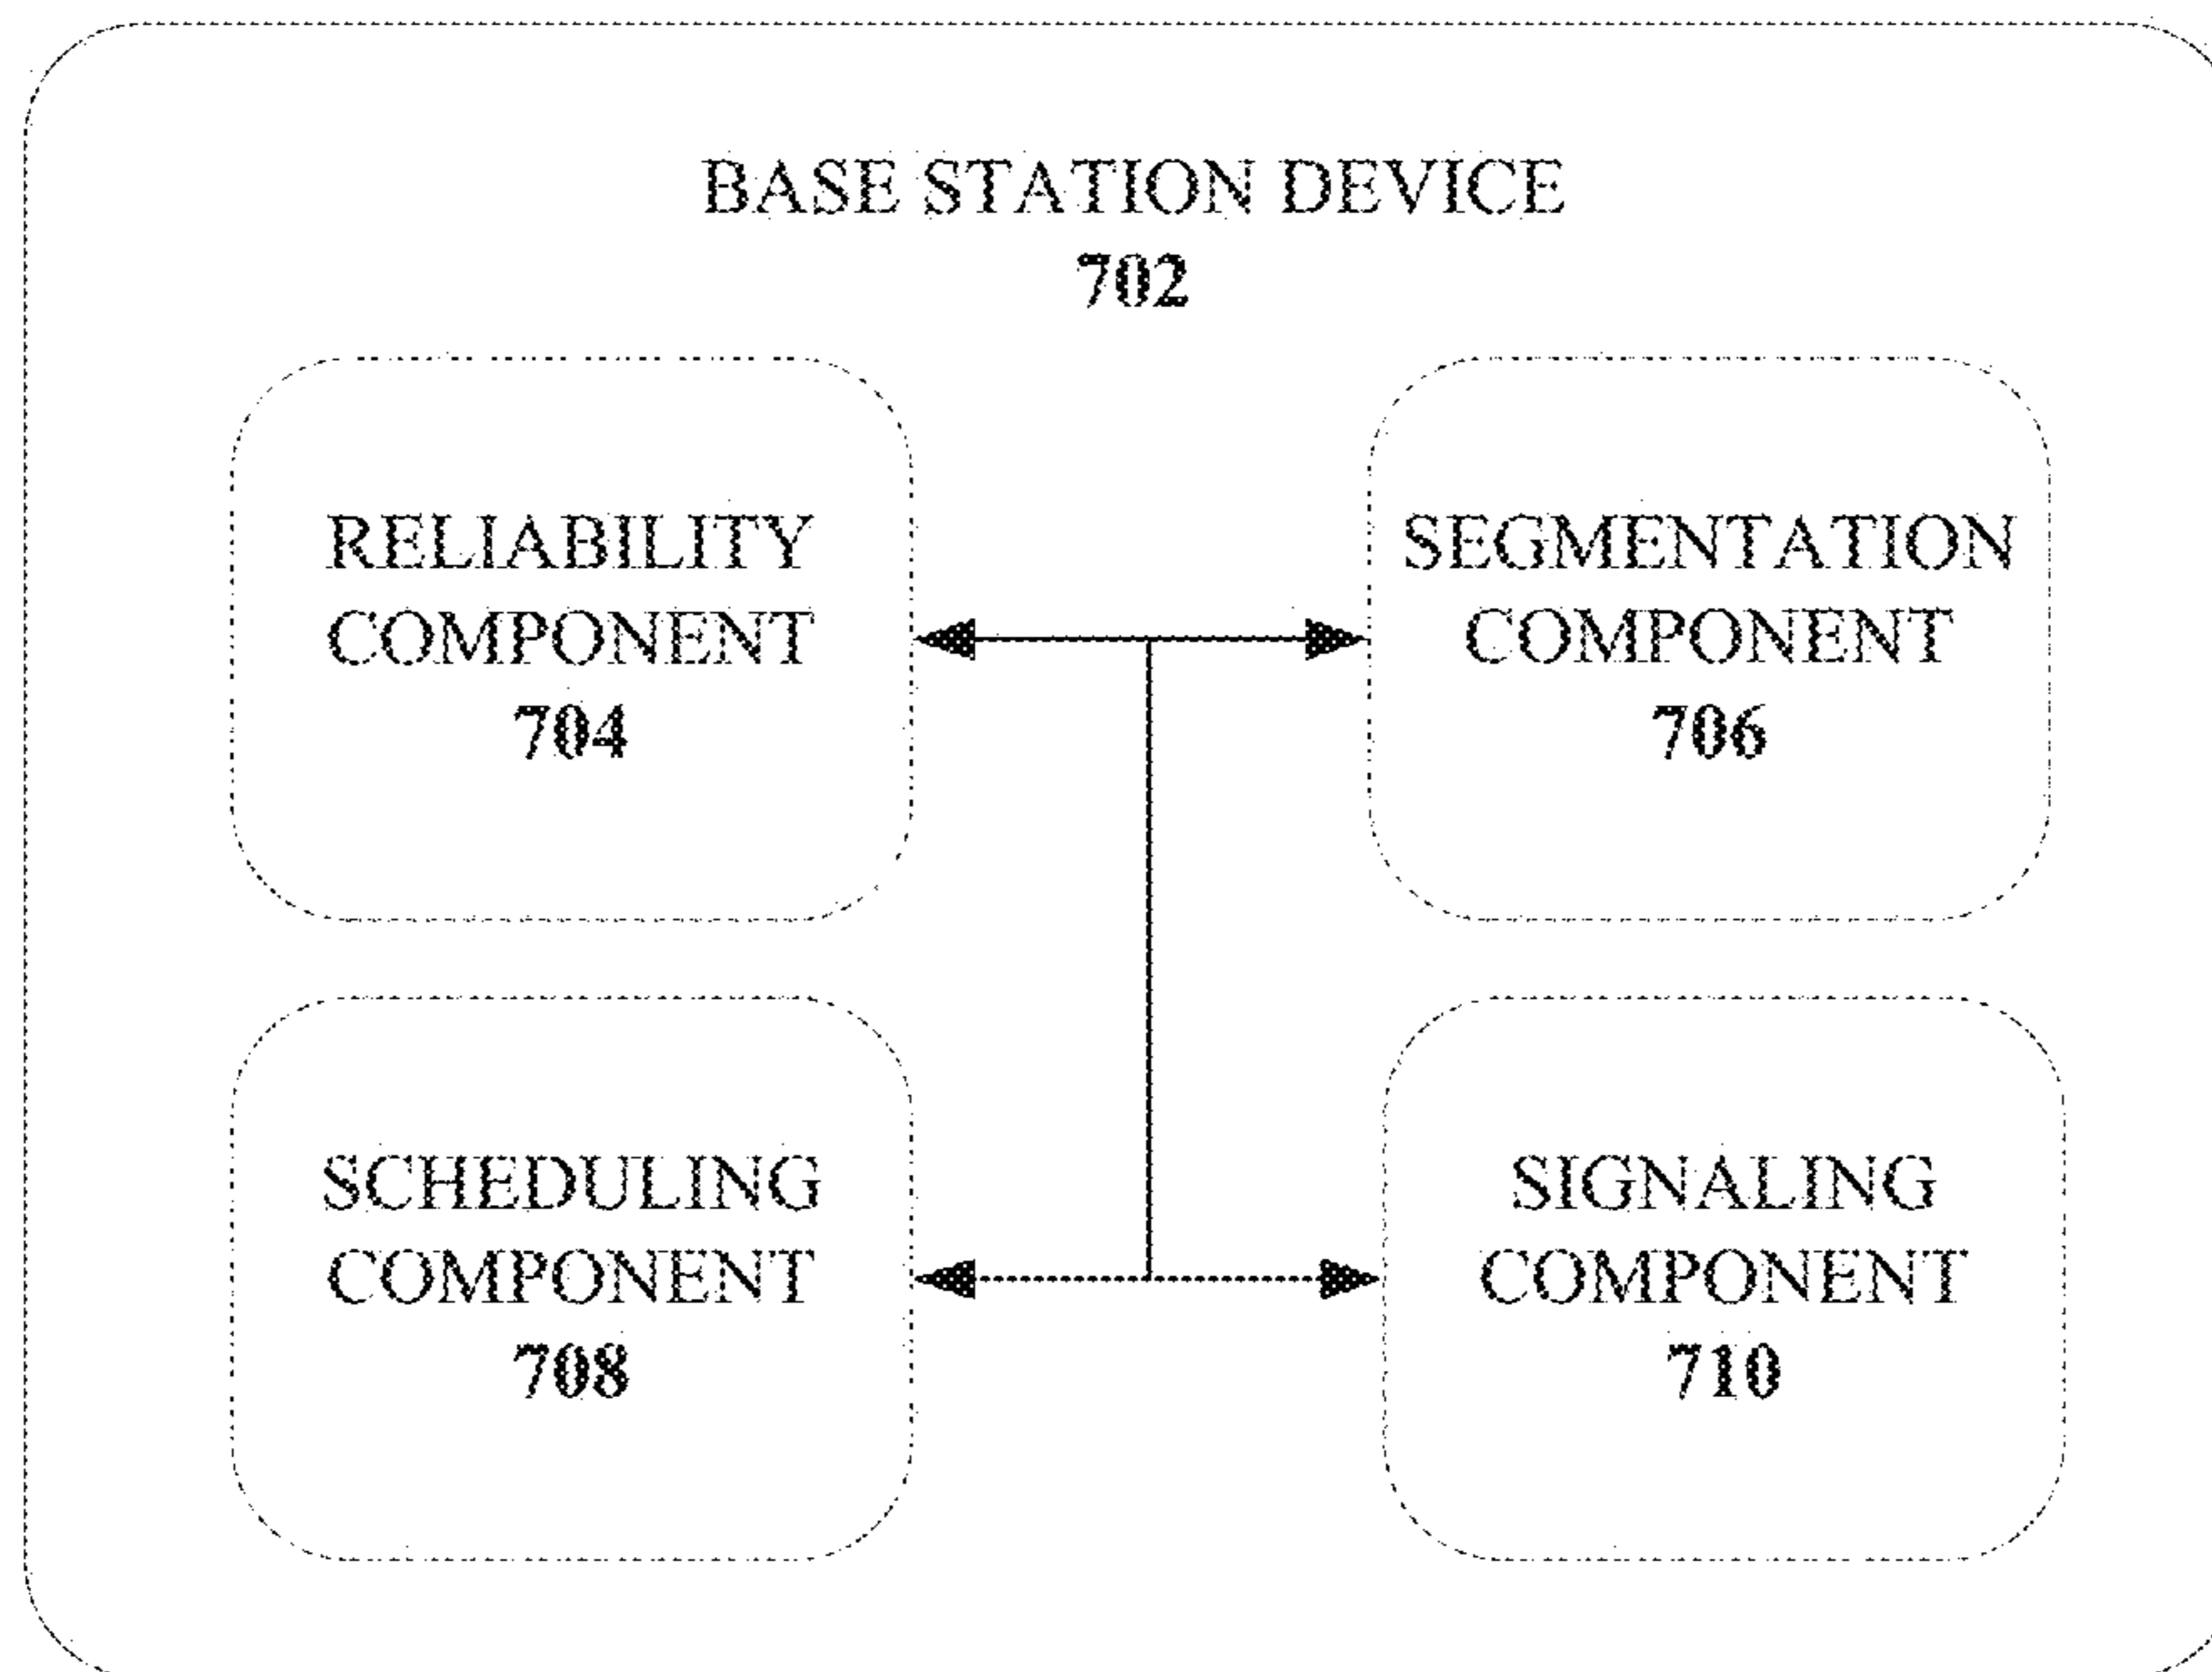 BASE STATION DEVICE
702
RELIABILITY
COMPONENT
704
SEGMENTATION
COMPONENT
706
SCHEDULING
COMPONENT
708
SIGNALING
COMPONENT
710